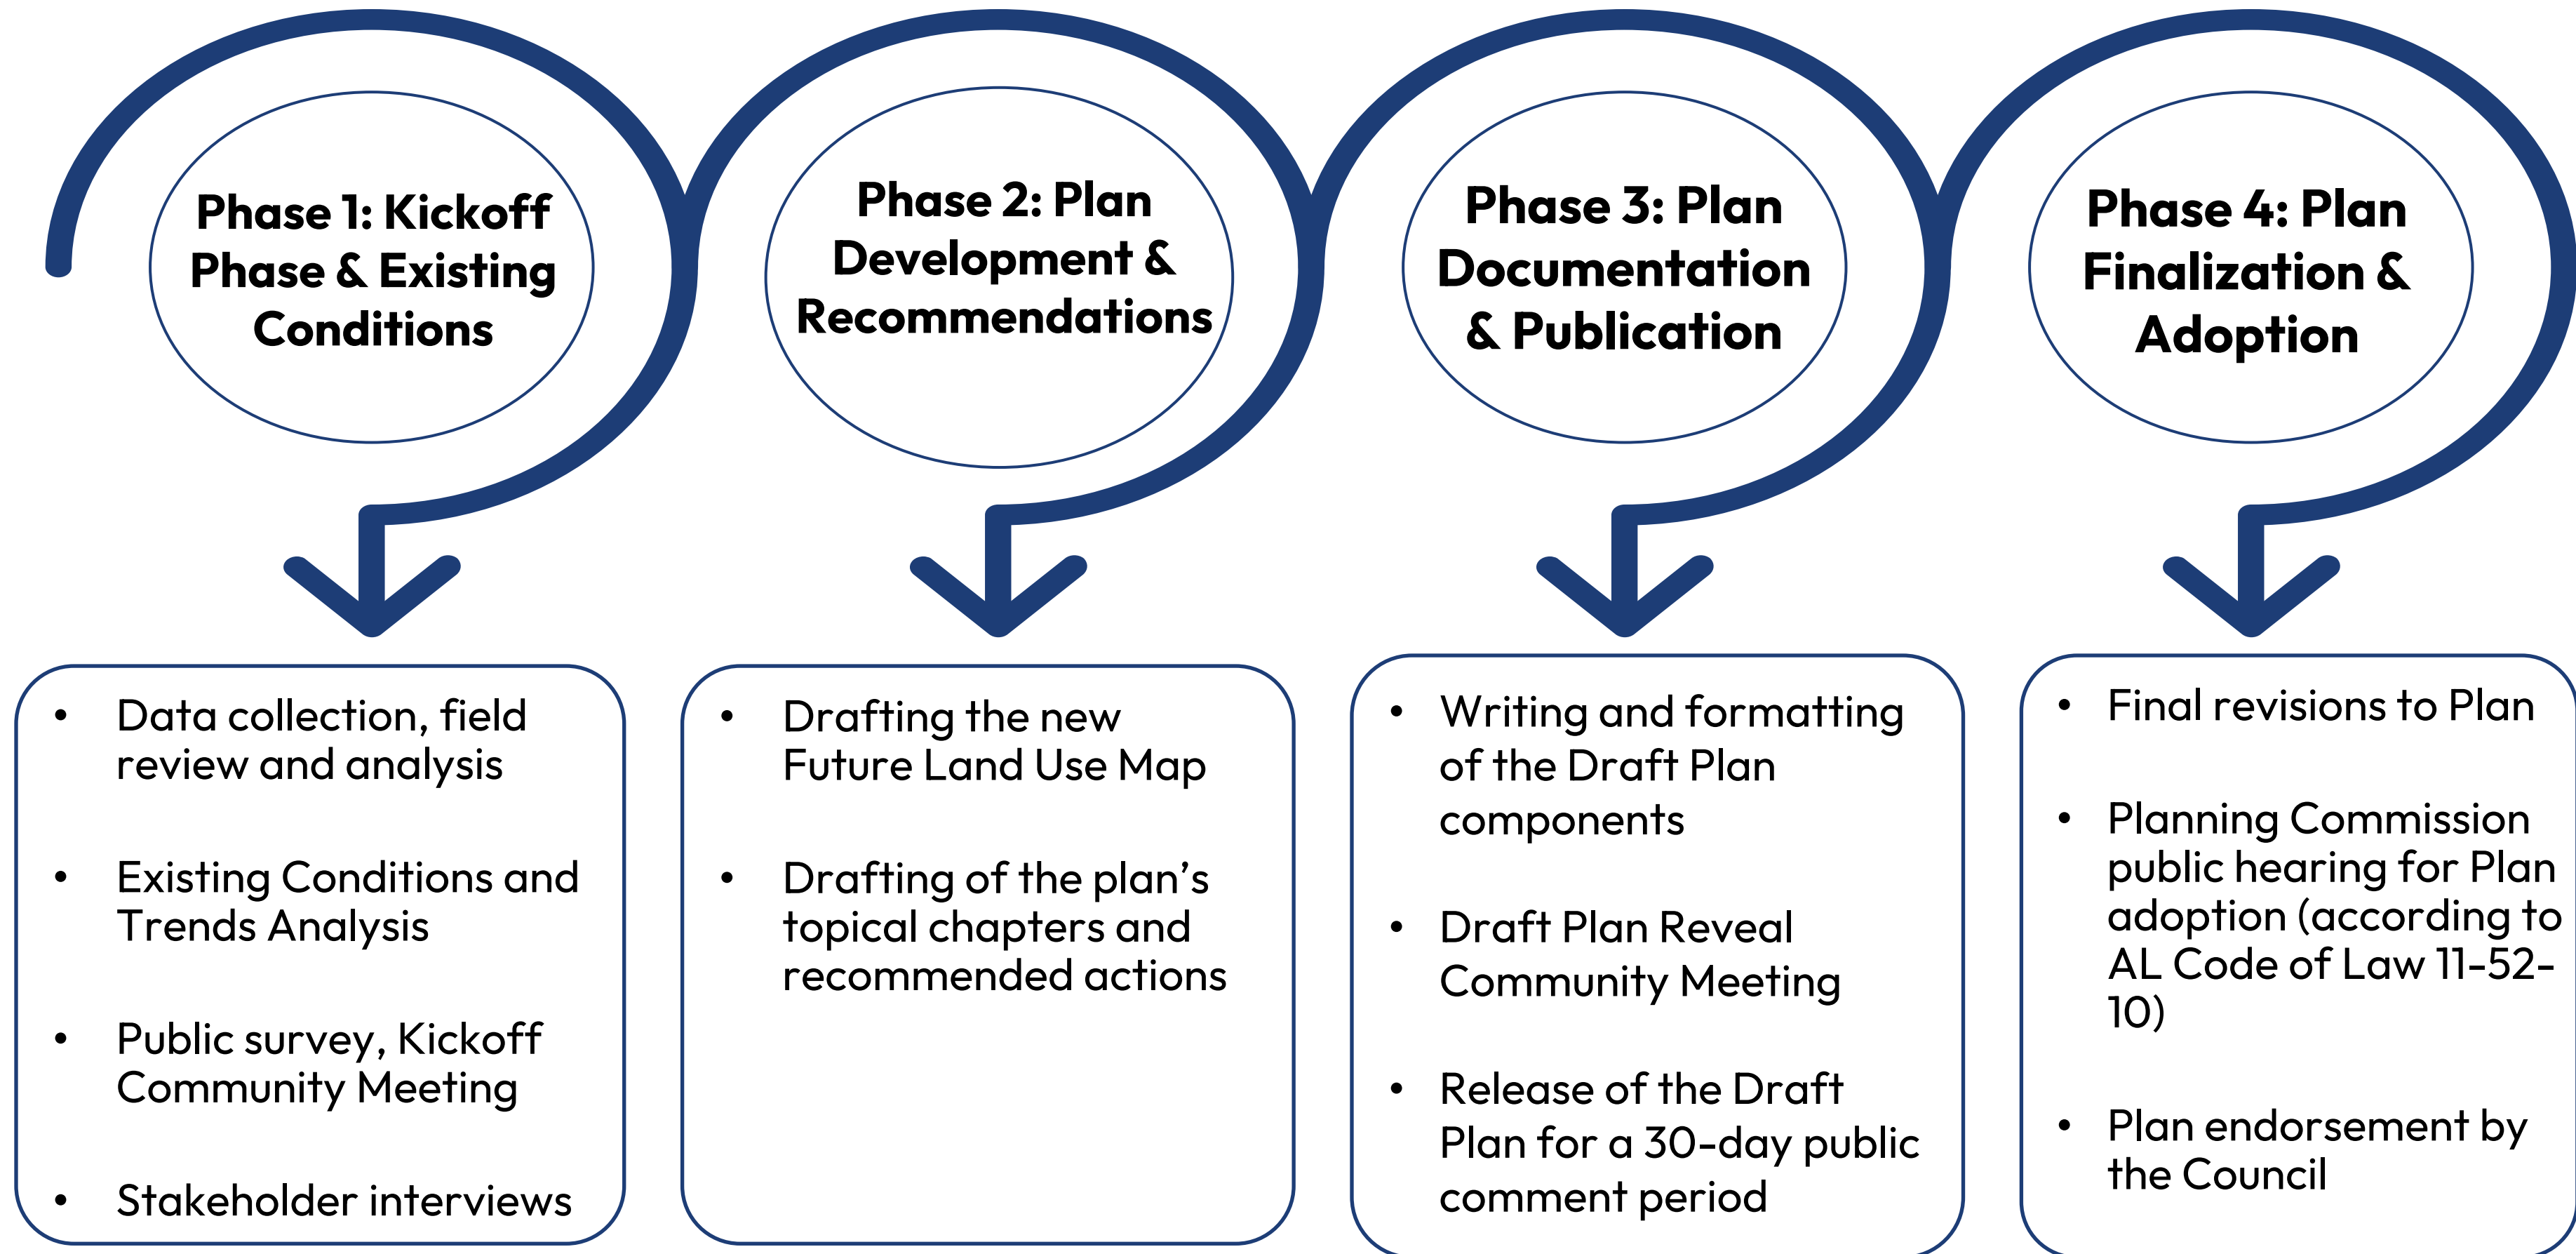 Phase 1: Kickoff
Phase & Existing
Conditions
Phase 2: Plan
Development &
Recommendations
Phase 3: Plan
Documentation
& Publication
Phase 4: Plan
Finalization &
Adoption
• Data collection, field
review and analysis
• Existing Conditions and
Trends Analysis
• Public survey, Kickoff
Community Meeting
• Stakeholder interviews
• Drafting the new
Future Land Use Map
• Drafting of the plan’s
topical chapters and
recommended actions
• Writing and formatting
of the Draft Plan
components
• Draft Plan Reveal
Community Meeting
• Release of the Draft
Plan for a 30-day public
comment period
• Final revisions to Plan
• Planning Commission
public hearing for Plan
adoption (according to
AL Code of Law 11-52-
10)
• Plan endorsement by
the Council